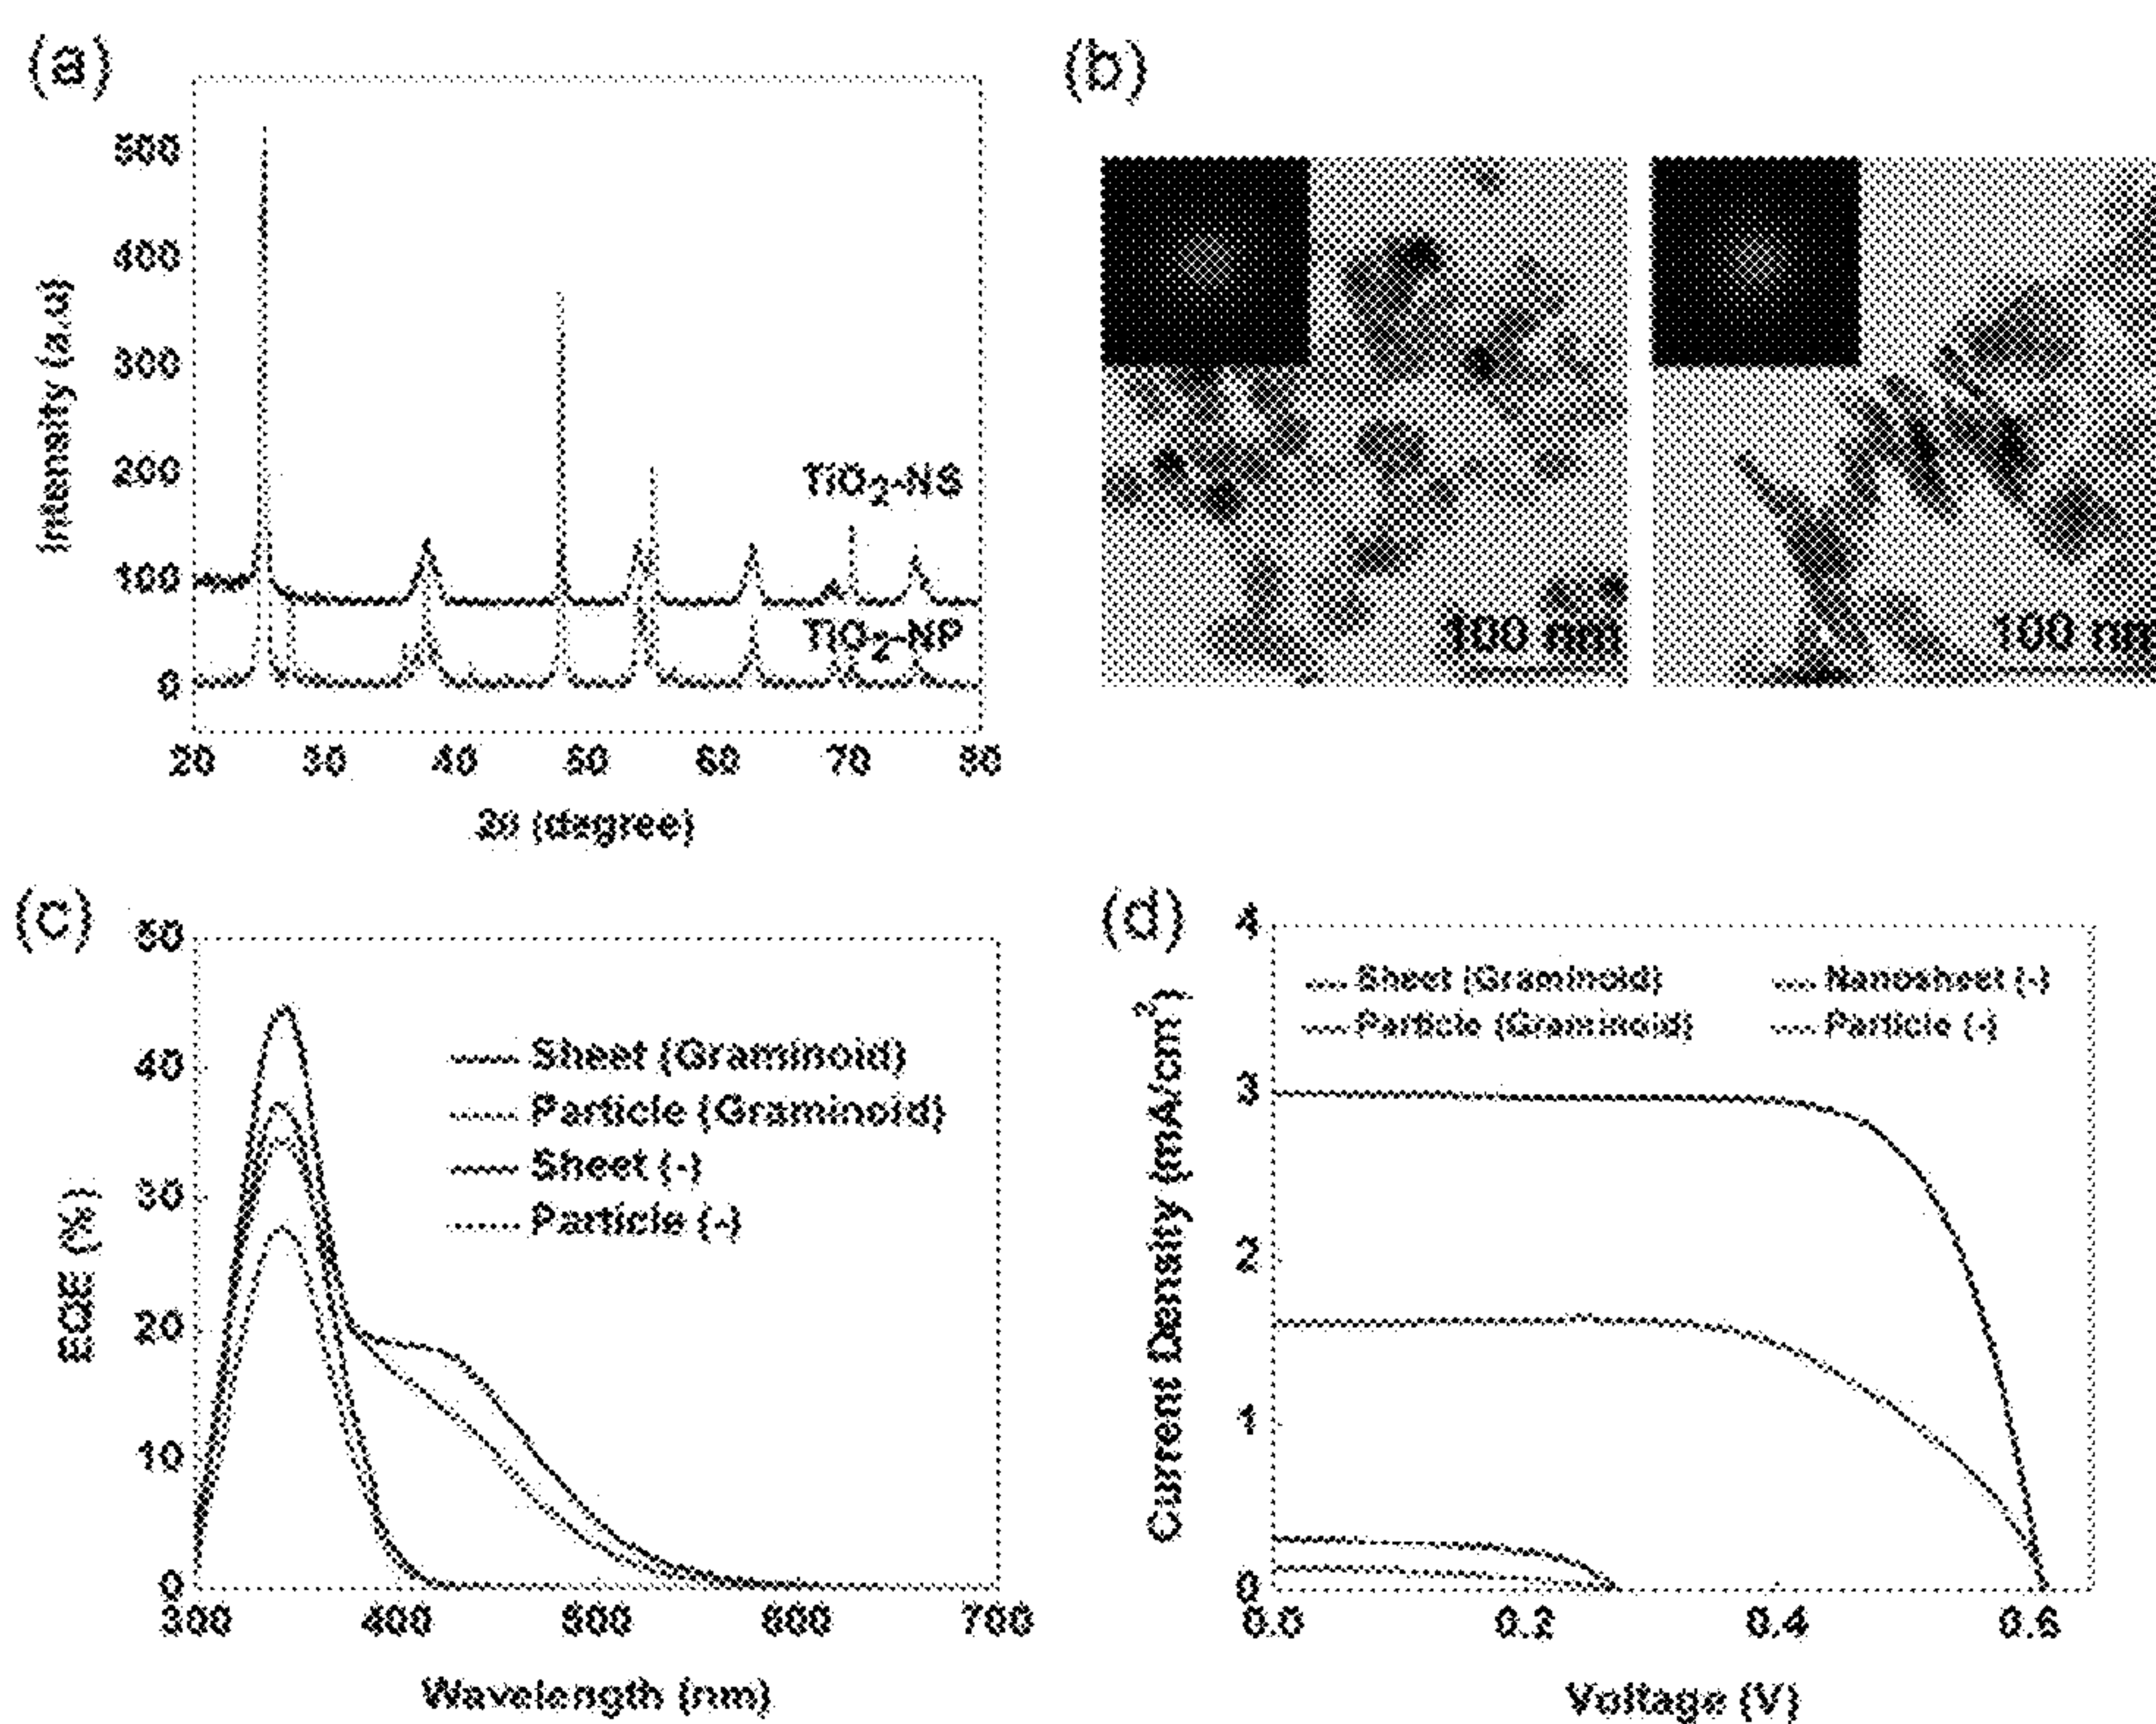 (a)
500
400
300
200
100
0
Intensity (a.u)
TiO2-NS
TiO2-NP
20 30 40 50 60 70 80
2θ (degree)
(b)
100 nm
100 nm
(c)
50
40
30
20
10
0
EQE (%)
Sheet (Graminoid)
Particle (Graminoid)
Sheet (-)
Particle (-)
300 400 500 600 700
Wavelength (nm)
(d)
4
3
2
1
0
Current Density (mA/cm²)
Sheet (Graminoid) Nanosheet (-)
Particle (Graminoid) Particle (-)
0.0 0.2 0.4 0.6
Voltage (V)